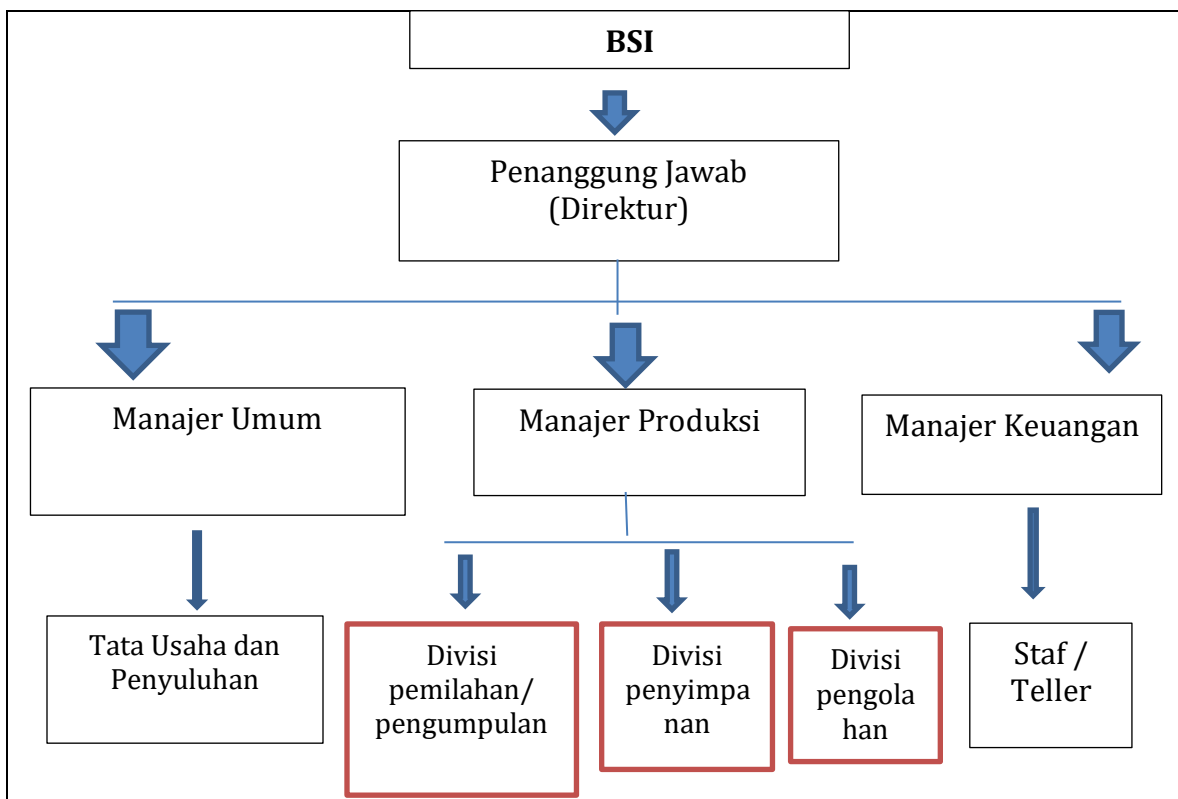 BSI
Penanggung Jawab
(Direktur)
Manajer Umum
Manajer Produksi
Manajer Keuangan
Tata Usaha dan
Penyuluhan
Divisi
pemilahan/
pengumpulan
Divisi
penyimpa
nan
Divisi
pengola
han
Staf /
Teller